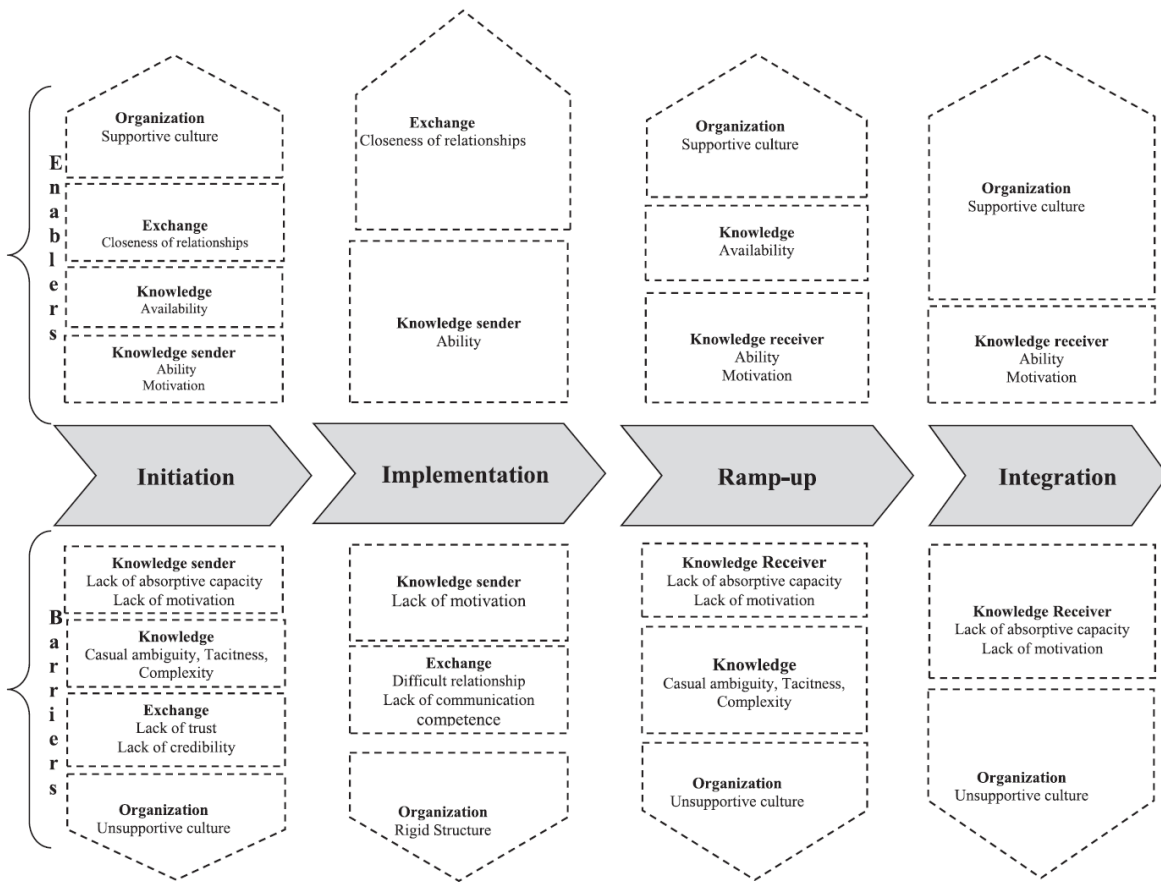 Enablers
Organization
Supportive culture
Exchange
Closeness of relationships
Knowledge
Availability
Knowledge sender
Ability
Motivation
Exchange
Closeness of relationships
Knowledge sender
Ability
Organization
Supportive culture
Knowledge
Availability
Knowledge receiver
Ability
Motivation
Organization
Supportive culture
Knowledge receiver
Ability
Motivation
Initiation
Implementation
Ramp-up
Integration
Barriers
Knowledge sender
Lack of absorptive capacity
Lack of motivation
Knowledge
Casual ambiguity, Tacitness,
Complexity
Exchange
Lack of trust
Lack of credibility
Organization
Unsupportive culture
Knowledge sender
Lack of motivation
Exchange
Difficult relationship
Lack of communication
competence
Organization
Rigid Structure
Knowledge Receiver
Lack of absorptive capacity
Lack of motivation
Knowledge
Casual ambiguity, Tacitness,
Complexity
Organization
Unsupportive culture
Knowledge Receiver
Lack of absorptive capacity
Lack of motivation
Organization
Unsupportive culture